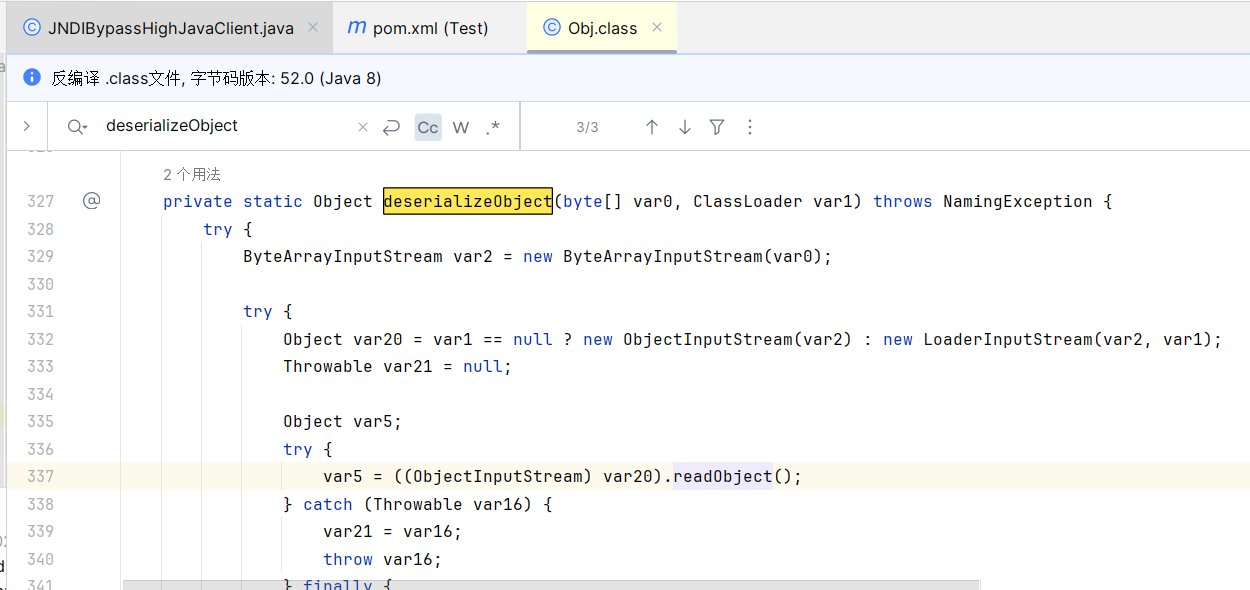 JNDIBypassHighJavaClient.java
pom.xml (Test)
Obj.class
反编译 .class文件, 字节码版本: 52.0 (Java 8)
deserializeObject
Cc W .* 3/3
2 个用法
327 private static Object deserializeObject(byte[] var0, ClassLoader var1) throws NamingException {
328 try {
329 ByteArrayInputStream var2 = new ByteArrayInputStream(var0);
330
331 try {
332 Object var20 = var1 == null ? new ObjectInputStream(var2) : new LoaderInputStream(var2, var1);
333 Throwable var21 = null;
334
335 Object var5;
336 try {
337 var5 = ((ObjectInputStream) var20).readObject();
338 } catch (Throwable var16) {
339 var21 = var16;
340 throw var16;
341 } finally {